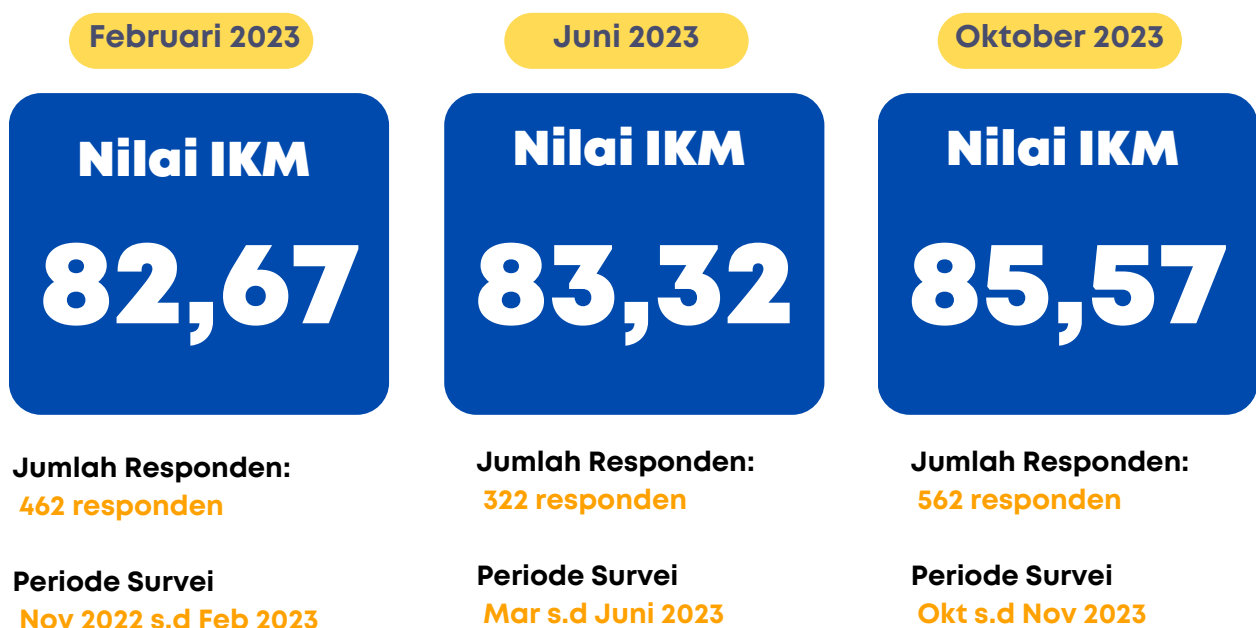 Februari 2023
Nilai IKM
82,67
Jumlah Responden:
462 responden
Periode Survei
Nov 2022 s.d Feb 2023
Juni 2023
Nilai IKM
83,32
Jumlah Responden:
322 responden
Periode Survei
Mar s.d Juni 2023
Oktober 2023
Nilai IKM
85,57
Jumlah Responden:
562 responden
Periode Survei
Okt s.d Nov 2023